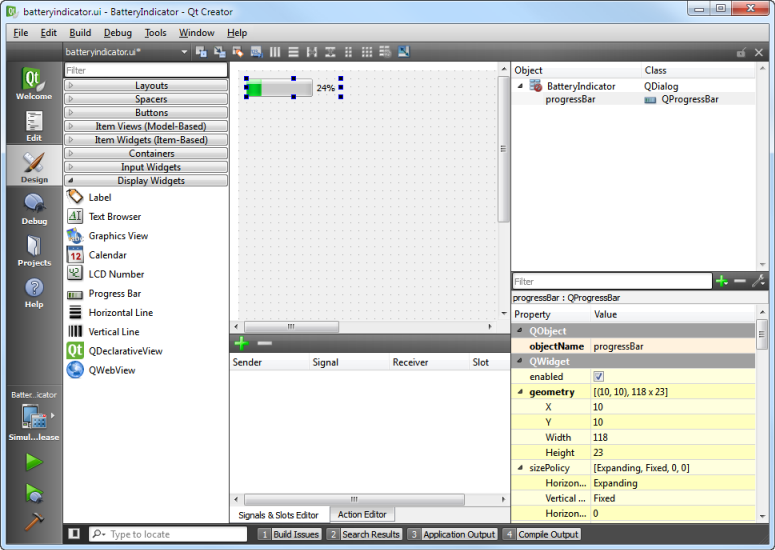 batteryindicator.ui - BatteryIndicator - Qt Creator
File Edit Build Debug Tools Window Help
batteryindicator.ui*
Qt
Welcome
Edit
Design
Debug
Projects
Help
Batter...icator
Simul...lease
Filter
Layouts
Spacers
Buttons
Item Views (Model-Based)
Item Widgets (Item-Based)
Containers
Input Widgets
Display Widgets
Label
Text Browser
Graphics View
Calendar
LCD Number
Progress Bar
Horizontal Line
Vertical Line
QDeclarativeView
QWebView
24%
Sender Signal Receiver Slot
Signals & Slots Editor Action Editor
Object Class
BatteryIndicator QDialog
progressBar QProgressBar
Filter
progressBar : QProgressBar
Property Value
QObject
objectName progressBar
QWidget
enabled
geometry [(10, 10), 118 x 23]
X 10
Y 10
Width 118
Height 23
sizePolicy [Expanding, Fixed, 0, 0]
Horizon... Expanding
Vertical ... Fixed
Horizon... 0
Type to locate
1 Build Issues 2 Search Results 3 Application Output 4 Compile Output